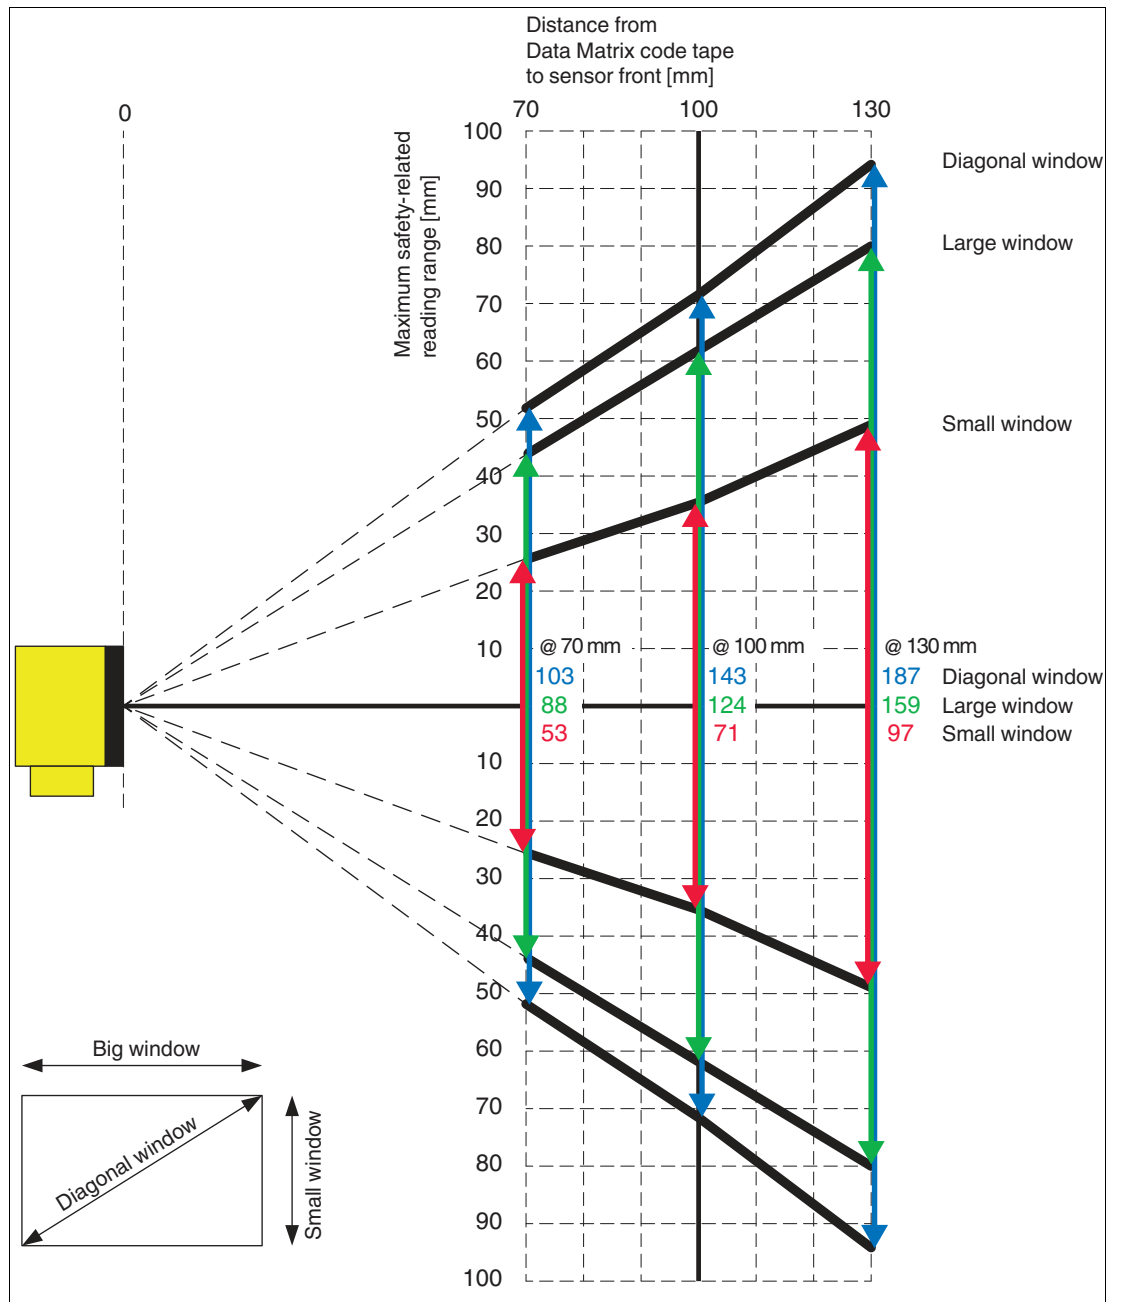 Distance from
Data Matrix code tape
to sensor front [mm]
0
70
100
130
Maximum safety-related
reading range [mm]
100
90
80
70
60
50
40
30
20
10
10
20
30
40
50
60
70
80
90
100
Diagonal window
Large window
Small window
@ 70 mm
103
88
53
@ 100 mm
143
124
71
@ 130 mm
187
159
97
Diagonal window
Large window
Small window
Big window
Diagonal window
Small window